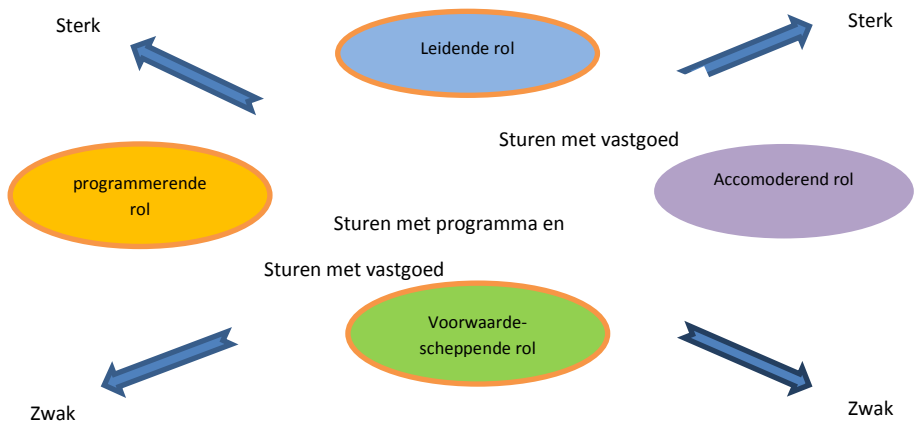 Sterk
Leidende rol
Sterk
Sturen met vastgoed
programmerende
rol
Accomoderend rol
Sturen met programma en
Sturen met vastgoed
Voorwaarde-
scheppende rol
Zwak
Zwak